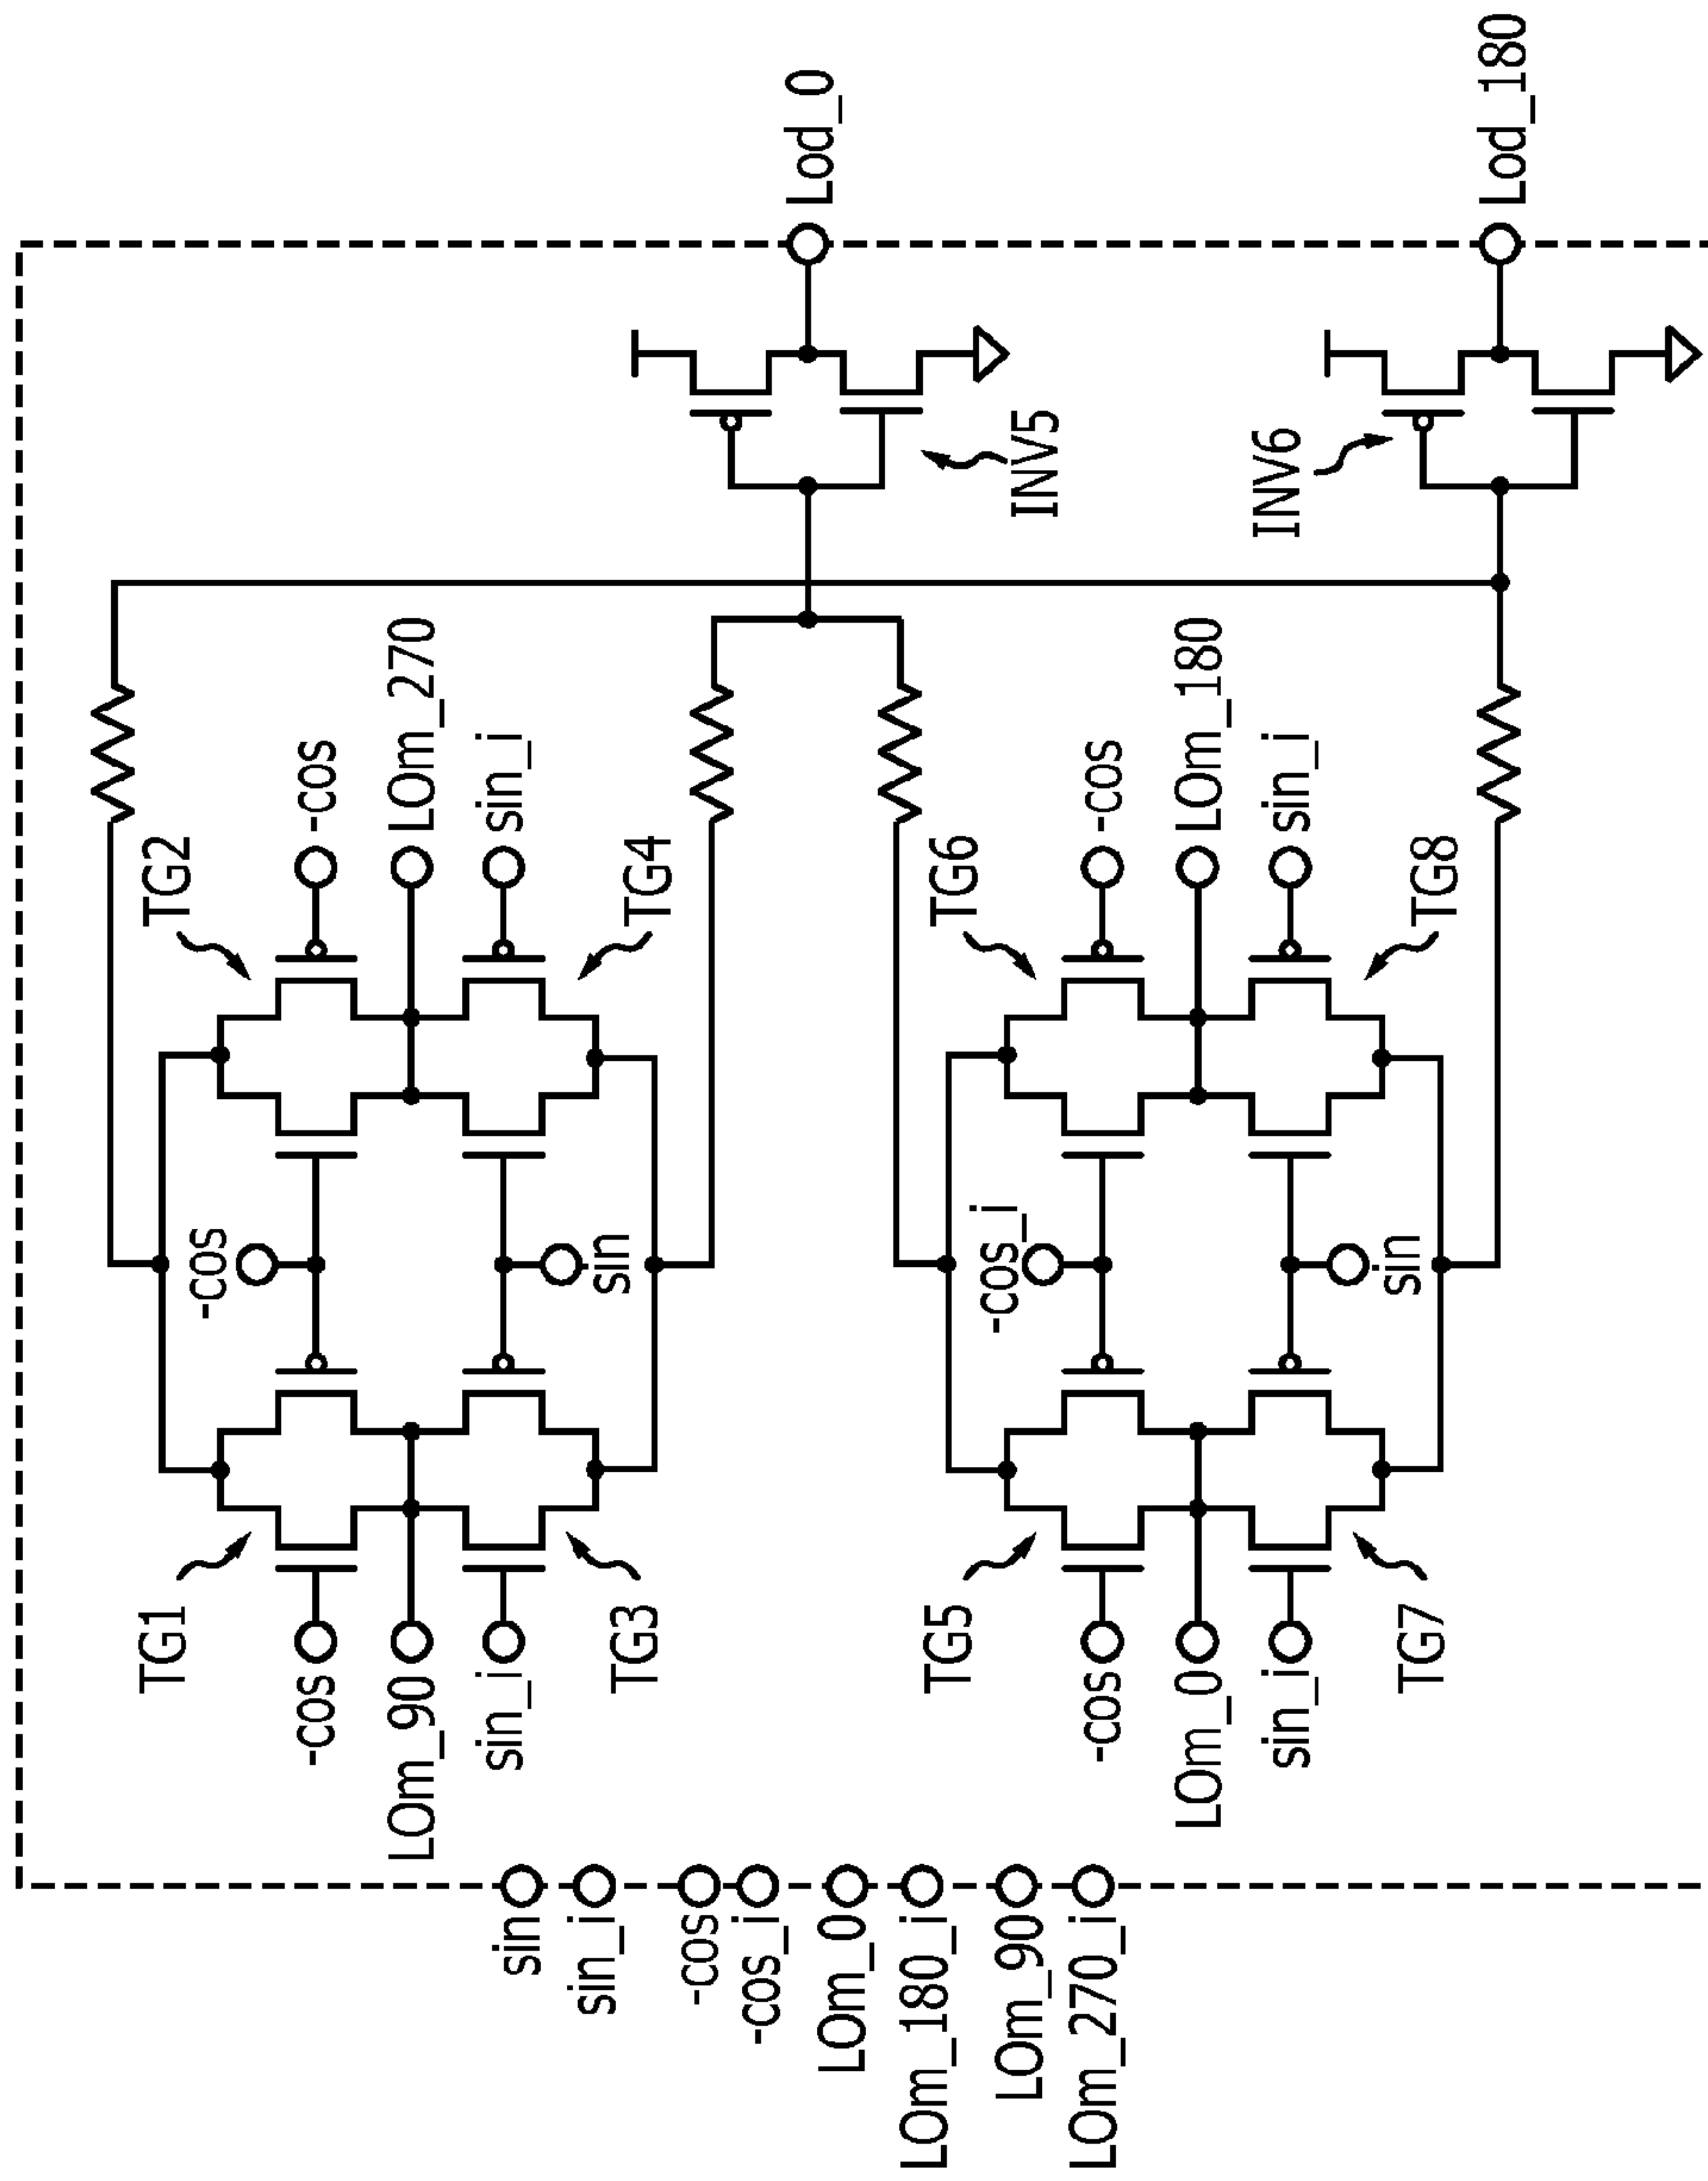 sin
sin_i
-cos
-cos_i
LOm_0
LOm_180_i
LOm_90
LOm_270_i
TG1
-cos
LOm_90
sin_i
TG3
-cos
sin
TG2
-cos
LOm_270
sin_i
TG4
TG5
-cos
LOm_0
sin_i
TG7
-cos_i
sin
TG6
-cos
LOm_180
sin_i
TG8
INV5
INV6
Lod_0
Lod_180